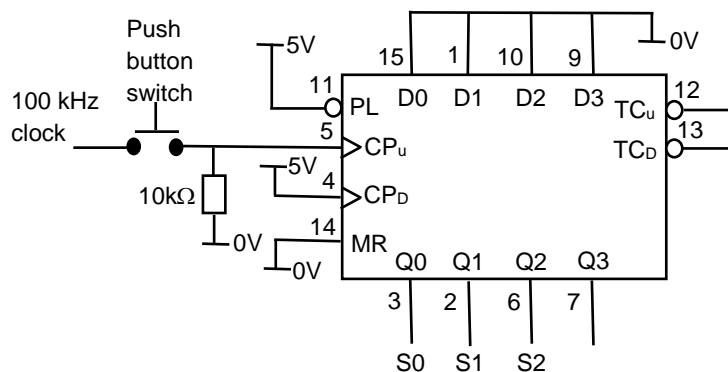 Push
button
switch
100 kHz
clock
5V
15
1
10
9
0V
11
PL
D0
D1
D2
D3
12
TCu
13
TCD
5
CPu
5V
4
CPD
10kΩ
0V
14
MR
0V
Q0
Q1
Q2
Q3
3
2
6
7
S0
S1
S2